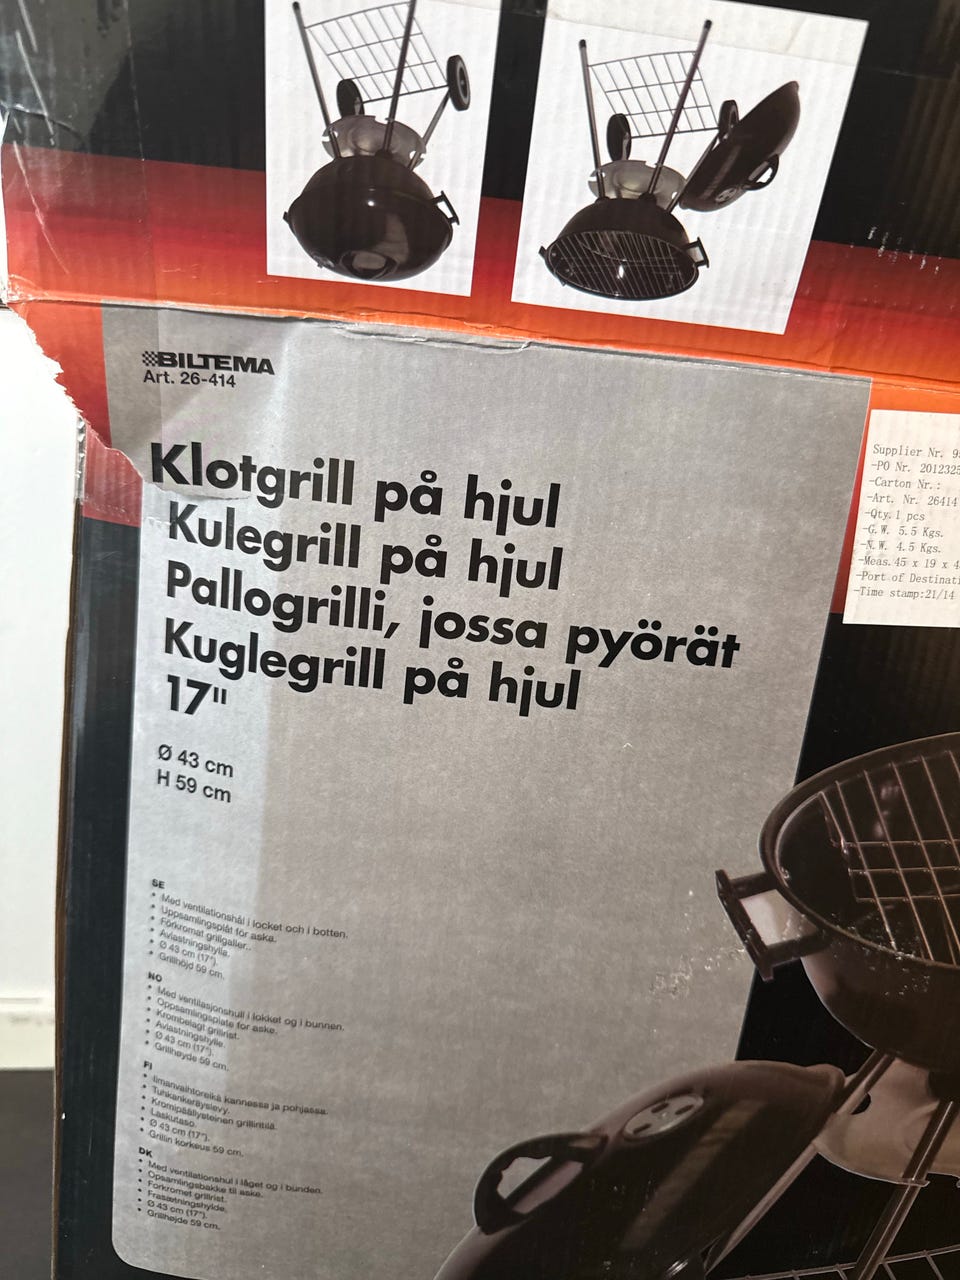 BILTEMA
Art. 26-414
Klotgrill på hjul
Kulegrill på hjul
Pallogrilli, jossa pyörät
Kuglegrill på hjul
17"
Ø 43 cm
H 59 cm
SE
• Med ventilationshål i locket och i botten.
• Uppsamlingsplåt för aska.
• Förkromat grillgaller..
• Avlastningshylla.
• Ø 43 cm (17").
• Grillhöjd 59 cm.
NO
• Med ventilasjonshull i lokket og i bunnen.
• Oppsamlingsplate for aske.
• Krombelagt grillrist.
• Avlastningshylle.
• Ø 43 cm (17").
• Grillhøyde 59 cm.
FI
• Ilmanvaihtoreikä kannessa ja pohjassa.
• Tuhkankeräyslevy.
• Kromipäällysteinen grilliritilä.
• Laskutaso.
• Ø 43 cm (17").
• Grillin korkeus 59 cm.
DK
• Med ventilationshul i låget og i bunden.
• Opsamlingsbakke til aske.
• Forkromet grillrist.
• Frasætningshylde.
• Ø 43 cm (17").
• Grillhøjde 59 cm.
Supplier Nr. 
-PO Nr. 2012325
-Carton Nr.:
-Art. Nr. 26414
-Qty.1 pcs
-G.W. 5.5 Kgs.
-N.W. 4.5 Kgs.
-Meas.45 x 19 x
-Port of Destinati
-Time stamp:21/14